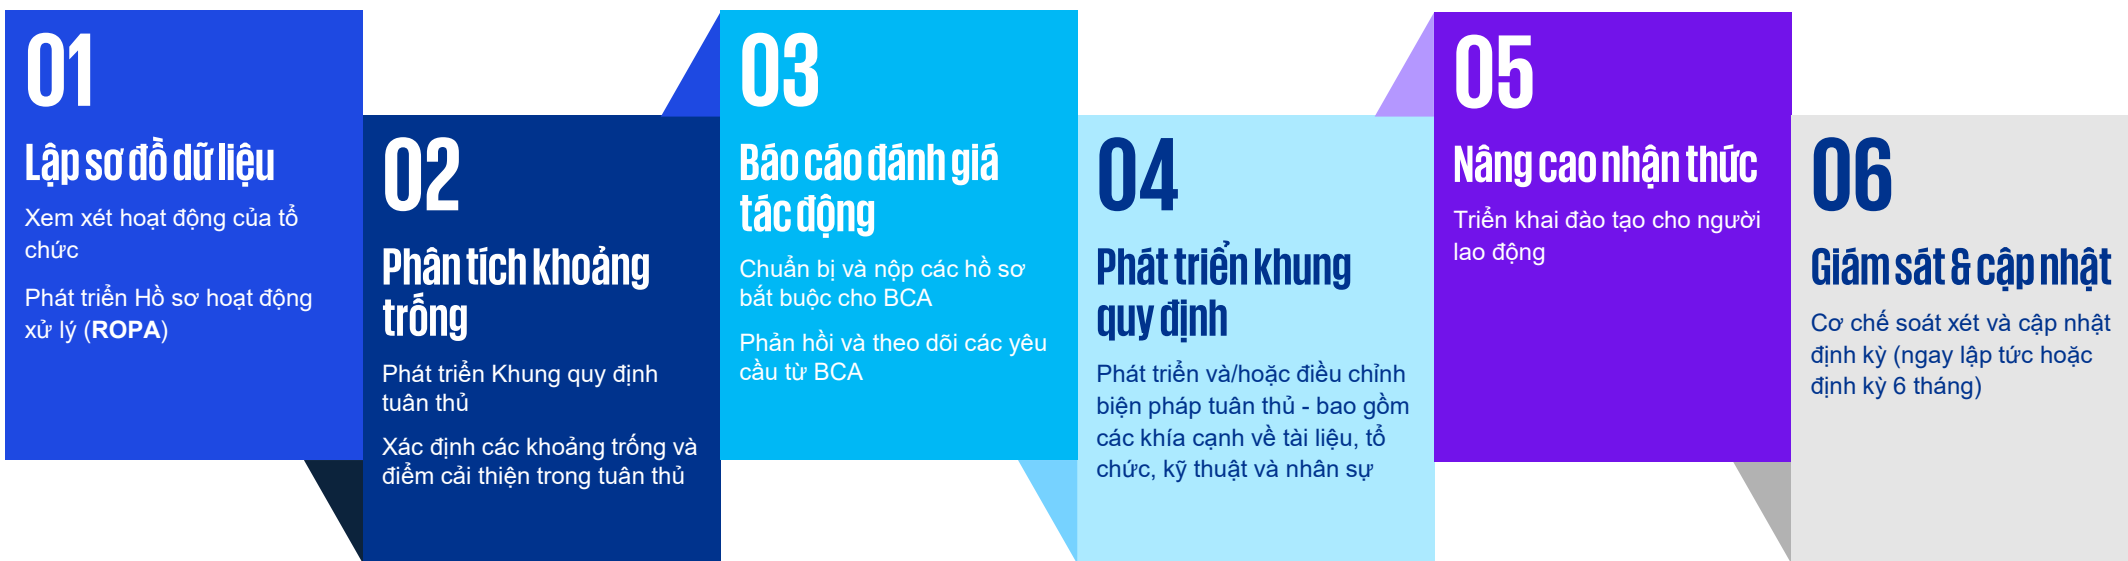 01
Lập sơ đồ dữ liệu
Xem xét hoạt động của tổ
chức
Phát triển Hồ sơ hoạt động
xử lý (ROPA)
02
Phân tích khoảng
trống
Phát triển Khung quy định
tuân thủ
Xác định các khoảng trống và
điểm cải thiện trong tuân thủ
03
Báo cáo đánh giá
tác động
Chuẩn bị và nộp các hồ sơ
bắt buộc cho BCA
Phản hồi và theo dõi các yêu
cầu từ BCA
04
Phát triển khung
quy định
Phát triển và/hoặc điều chỉnh
biện pháp tuân thủ - bao gồm
các khía cạnh về tài liệu, tổ
chức, kỹ thuật và nhân sự
05
Nâng cao nhận thức
Triển khai đào tạo cho người
lao động
06
Giám sát & cập nhật
Cơ chế soát xét và cập nhật
định kỳ (ngay lập tức hoặc
định kỳ 6 tháng)